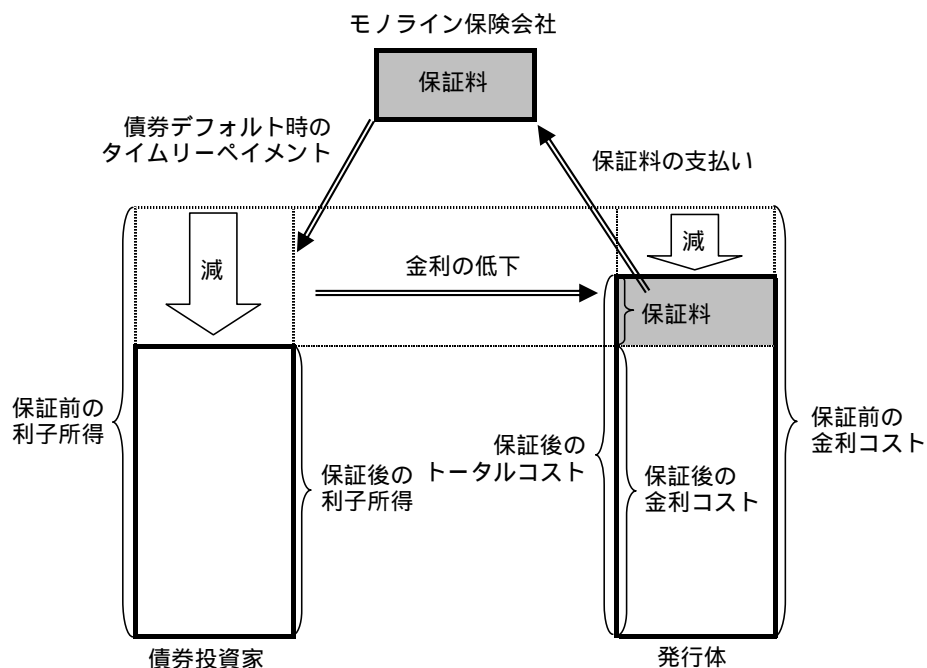 モノライン保険会社
保証料
債券デフォルト時の
タイムリーペイメント
保証料の支払い
減
減
金利の低下
保証料
保証前の
利子所得
保証前の
金利コスト
保証後の
トータルコスト
保証後の
利子所得
保証後の
金利コスト
債券投資家
発行体